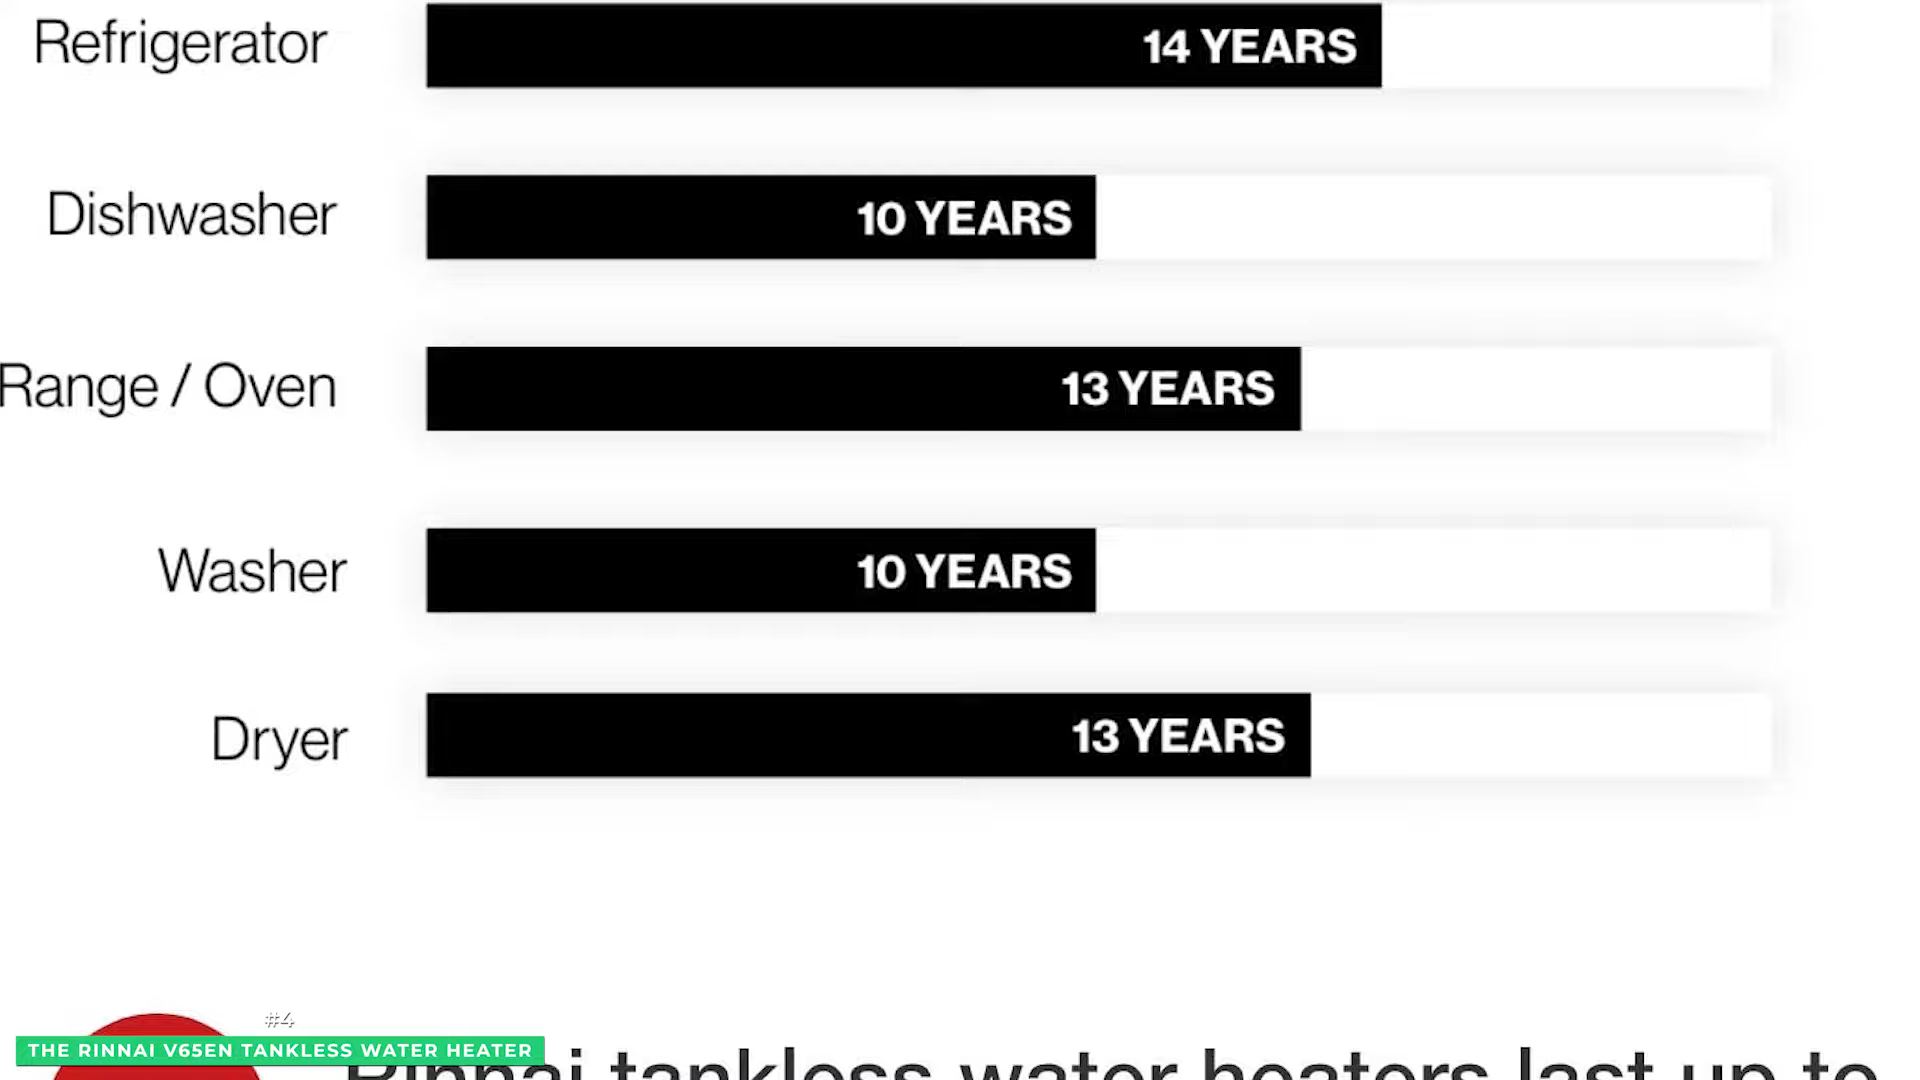 Refrigerator 14 YEARS
Dishwasher 10 YEARS
Range / Oven 13 YEARS
Washer 10 YEARS
Dryer 13 YEARS
#4
THE RINNAI V65EN TANKLESS WATER HEATER
Rinnai tankless water heaters last up to